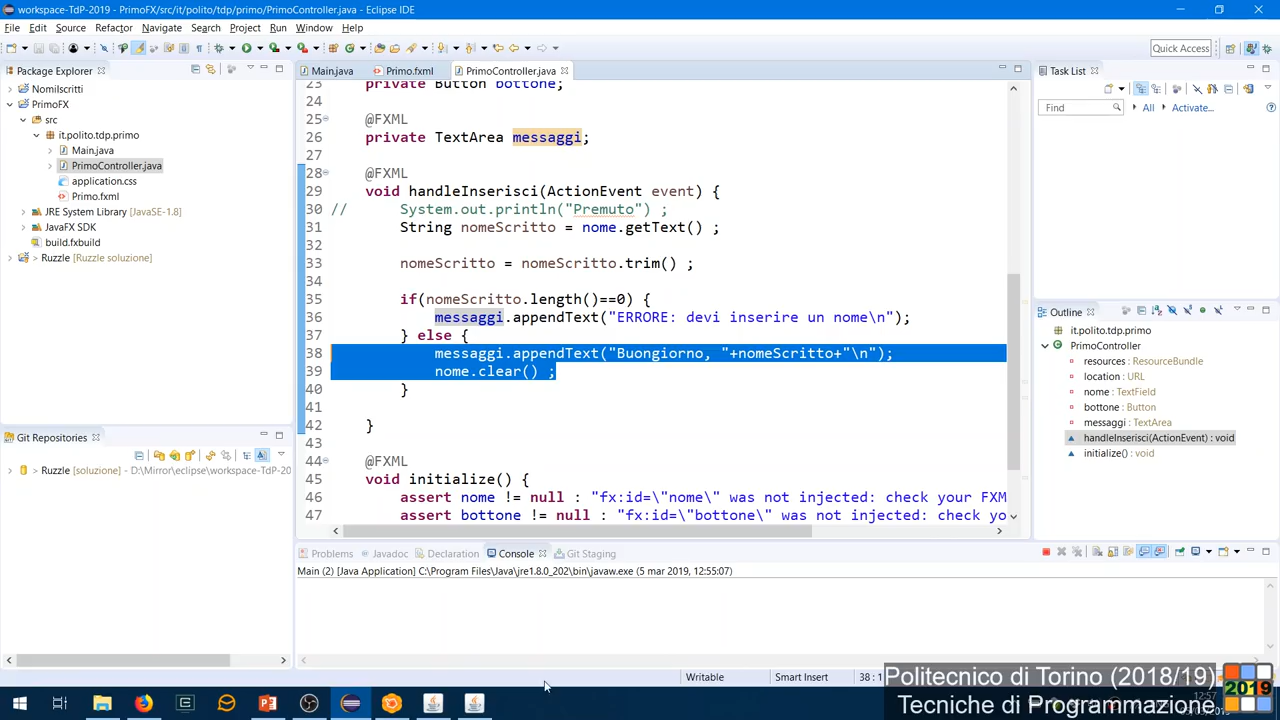 workspace-TdP-2019 - PrimoFX/src/it/polito/tdp/primo/PrimoController.java - Eclipse IDE
File Edit Source Refactor Navigate Search Project Run Window Help
Quick Access
Package Explorer
NomiIscritti
PrimoFX
src
it.polito.tdp.primo
Main.java
PrimoController.java
application.css
Primo.fxml
JRE System Library [JavaSE-1.8]
JavaFX SDK
build.fxbuild
> Ruzzle [Ruzzle soluzione]
Git Repositories
> Ruzzle [soluzione] - D:\Mirror\eclipse\workspace-TdP-20
Main.java Primo.fxml PrimoController.java
23 private Button bottone;
24
25 @FXML
26 private TextArea messaggi;
27
28 @FXML
29 void handleInserisci(ActionEvent event) {
30 // System.out.println("Premuto") ;
31 String nomeScritto = nome.getText() ;
32
33 nomeScritto = nomeScritto.trim() ;
34
35 if(nomeScritto.length()==0) {
36 messaggi.appendText("ERRORE: devi inserire un nome\n");
37 } else {
38 messaggi.appendText("Buongiorno, "+nomeScritto+"\n");
39 nome.clear() ;
40 }
41
42 }
43
44 @FXML
45 void initialize() {
46 assert nome != null : "fx:id=\"nome\" was not injected: check your FXM
47 assert bottone != null : "fx:id=\"bottone\" was not injected: check yo
Problems Javadoc Declaration Console Git Staging
Main (2) [Java Application] C:\Program Files\Java\jre1.8.0_202\bin\javaw.exe (5 mar 2019, 12:55:07)
Task List
Find All Activate...
Outline
it.polito.tdp.primo
PrimoController
resources : ResourceBundle
location : URL
nome : TextField
bottone : Button
messaggi : TextArea
handleInserisci(ActionEvent) : void
initialize() : void
Writable Smart Insert 38 : 1
Politecnico di Torino (2018/19)
Tecniche di Programmazione
2019
12:57